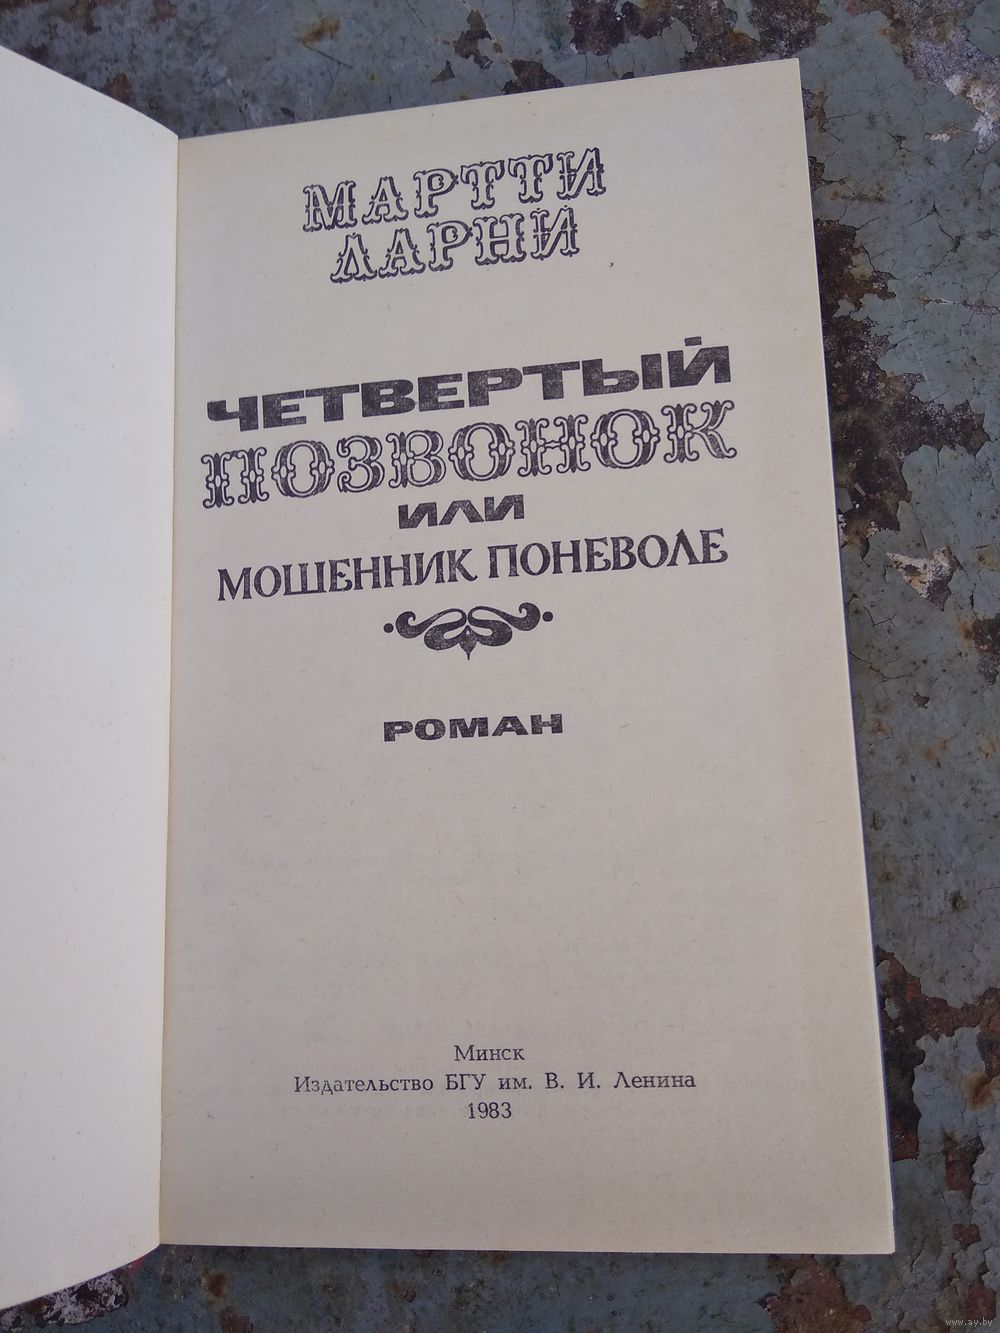 МАРТТИ
ЛАРНИ
ЧЕТВЕРТЫЙ
ПОЗВОНОК
ИЛИ
МОШЕННИК ПОНЕВОЛЕ
РОМАН
Минск
Издательство БГУ им. В. И. Ленина
1983
www.ay.by